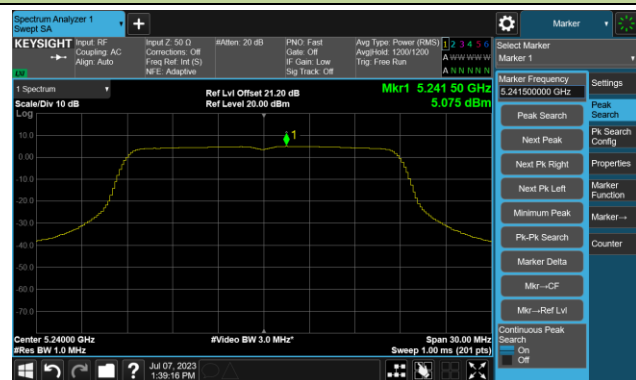 Spectrum Analyzer 1
Swept SA
Marker
KEYSIGHT
Input: RF
Coupling: AC
Align: Auto
Input Z: 50 Ω
Corrections: Off
Freq Ref: Int (S)
NFE: Adaptive
#Atten: 20 dB
PNO: Fast
Gate: Off
IF Gain: Low
Sig Track: Off
Avg Type: Power (RMS)
Avg|Hold: 1200/1200
Trig: Free Run
1 2 3 4 5 6
A W W W W W
A N N N N N
LW
Select Marker
Marker 1
1 Spectrum
Scale/Div 10 dB
Log
Ref Lvl Offset 21.20 dB
Ref Level 20.00 dBm
Mkr1 5.241 50 GHz
5.075 dBm
1
10.0
0.00
-10.0
-20.0
-30.0
-40.0
-50.0
-60.0
-70.0
Center 5.24000 GHz
#Res BW 1.0 MHz
#Video BW 3.0 MHz*
Span 30.00 MHz
Sweep 1.00 ms (201 pts)
Marker Frequency
5.241500000 GHz
Peak Search
Next Peak
Next Pk Right
Next Pk Left
Minimum Peak
Pk-Pk Search
Marker Delta
Mkr→CF
Mkr→Ref Lvl
Continuous Peak
Search
On
Off
Settings
Peak
Search
Pk Search
Config
Properties
Marker
Function
Marker→
Counter
Jul 07, 2023
1:39:16 PM